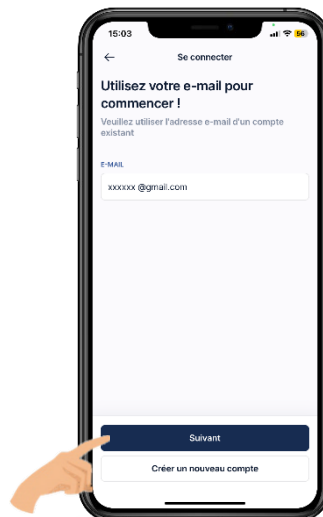 15:03
56
Se connecter
Utilisez votre e-mail pour
commencer !
Veuillez utiliser l'adresse e-mail d'un compte
existant
E-MAIL
xxxxxx @gmail.com
Suivant
Créer un nouveau compte